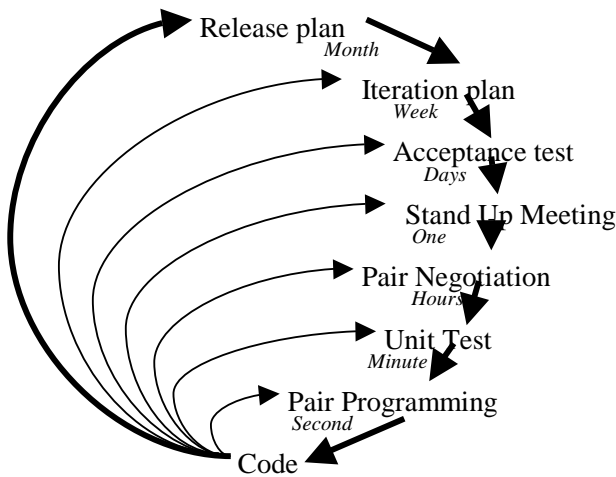 Release plan
Month
Iteration plan
Week
Acceptance test
Days
Stand Up Meeting
One
Pair Negotiation
Hours
Unit Test
Minute
Pair Programming
Second
Code